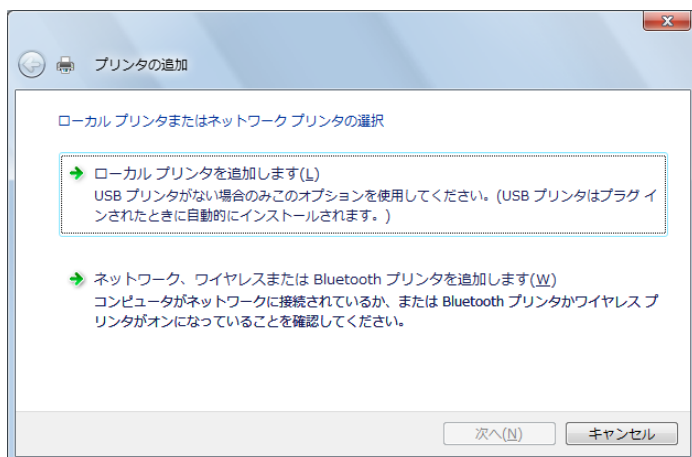 プリンタの追加
ローカル プリンタまたはネットワーク プリンタの選択
ローカル プリンタを追加します(L)
USB プリンタがない場合のみこのオプションを使用してください。(USB プリンタはプラグ イ
ンされたときに自動的にインストールされます。)
ネットワーク、ワイヤレスまたは Bluetooth プリンタを追加します(W)
コンピュータがネットワークに接続されているか、または Bluetooth プリンタかワイヤレス プ
リンタがオンになっていることを確認してください。
次へ(N) キャンセル